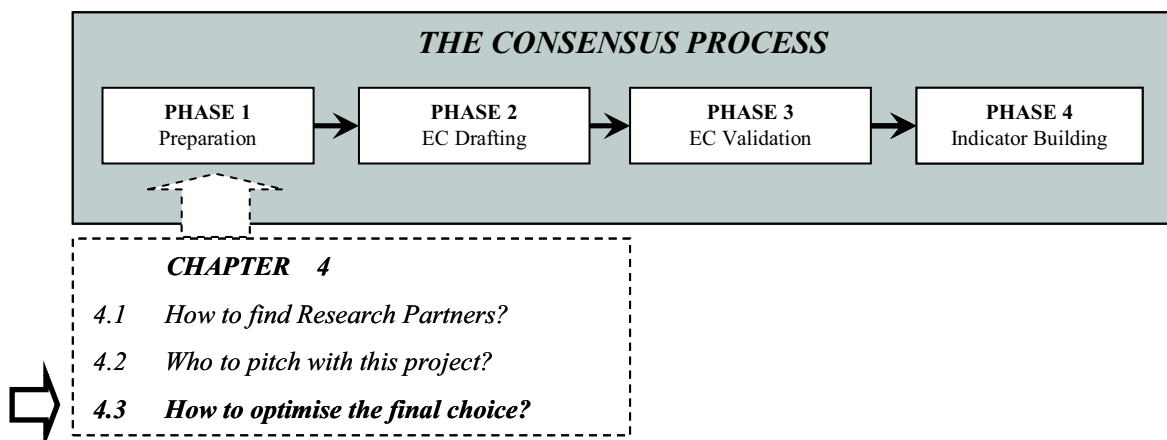 THE CONSENSUS PROCESS
PHASE 1
Preparation
PHASE 2
EC Drafting
PHASE 3
EC Validation
PHASE 4
Indicator Building
CHAPTER 4
4.1 How to find Research Partners?
4.2 Who to pitch with this project?
4.3 How to optimise the final choice?